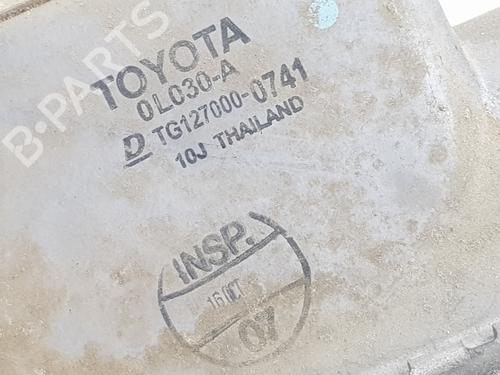 B-PARTS
TOYOTA
0L030-A
D TG127000-0741
10J THAILAND
INSP.
16 OCT
07